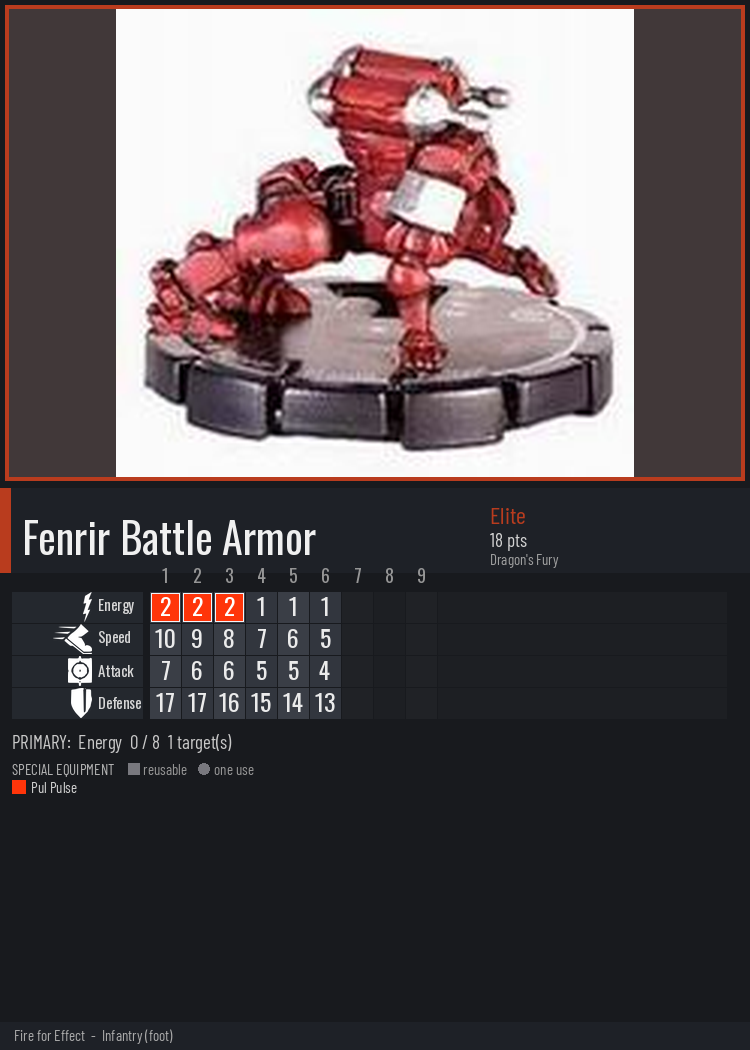 Fenrir Battle Armor
Elite
18 pts
Dragon's Fury
1 2 3 4 5 6 7 8 9
Energy 2 2 2 1 1 1
Speed 10 9 8 7 6 5
Attack 7 6 6 5 5 4
Defense 17 17 16 15 14 13
PRIMARY: Energy 0 / 8 1 target(s)
SPECIAL EQUIPMENT reusable one use
Pul Pulse
Fire for Effect - Infantry (foot)